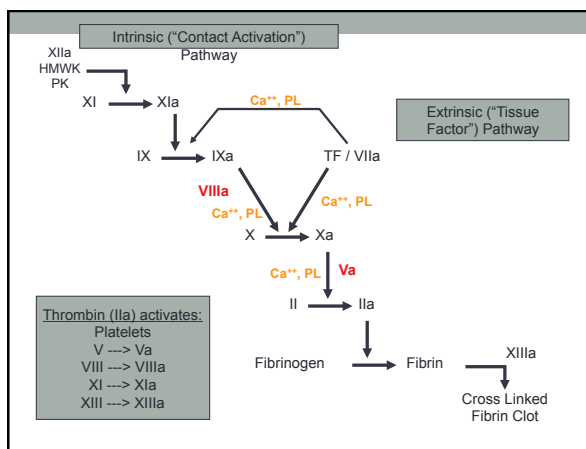 Intrinsic (“Contact Activation”)
Pathway
XIIa
HMWK
PK
XI
XIa
Ca⁺⁺, PL
Extrinsic (“Tissue
Factor”) Pathway
IX
IXa
TF / VIIa
VIIIa
Ca⁺⁺, PL
Ca⁺⁺, PL
X
Xa
Ca⁺⁺, PL
Va
II
IIa
Thrombin (IIa) activates:
Platelets
V ---> Va
VIII ---> VIIIa
XI ---> XIa
XIII ---> XIIIa
Fibrinogen
Fibrin
XIIIa
Cross Linked
Fibrin Clot